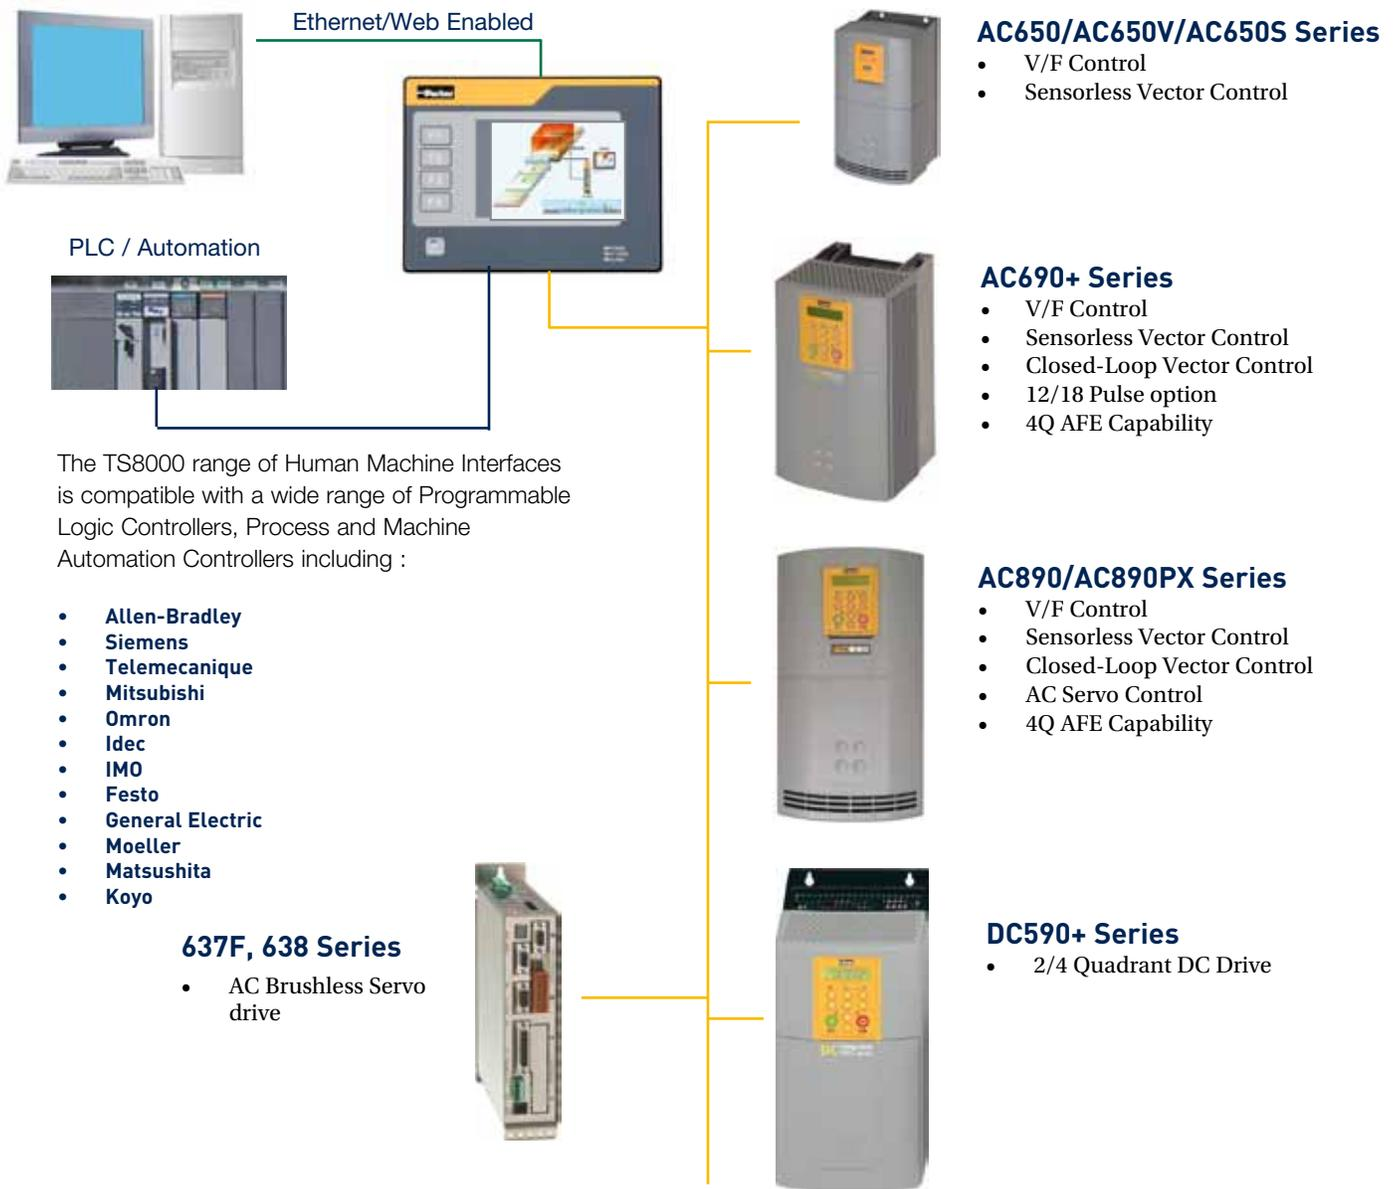 Ethernet/Web Enabled
Parker
PLC / Automation
The TS8000 range of Human Machine Interfaces
is compatible with a wide range of Programmable
Logic Controllers, Process and Machine
Automation Controllers including :
• Allen-Bradley
• Siemens
• Telemecanique
• Mitsubishi
• Omron
• Idec
• IMO
• Festo
• General Electric
• Moeller
• Matsushita
• Koyo
637F, 638 Series
• AC Brushless Servo
drive
AC650/AC650V/AC650S Series
• V/F Control
• Sensorless Vector Control
AC690+ Series
• V/F Control
• Sensorless Vector Control
• Closed-Loop Vector Control
• 12/18 Pulse option
• 4Q AFE Capability
AC890/AC890PX Series
• V/F Control
• Sensorless Vector Control
• Closed-Loop Vector Control
• AC Servo Control
• 4Q AFE Capability
DC590+ Series
• 2/4 Quadrant DC Drive